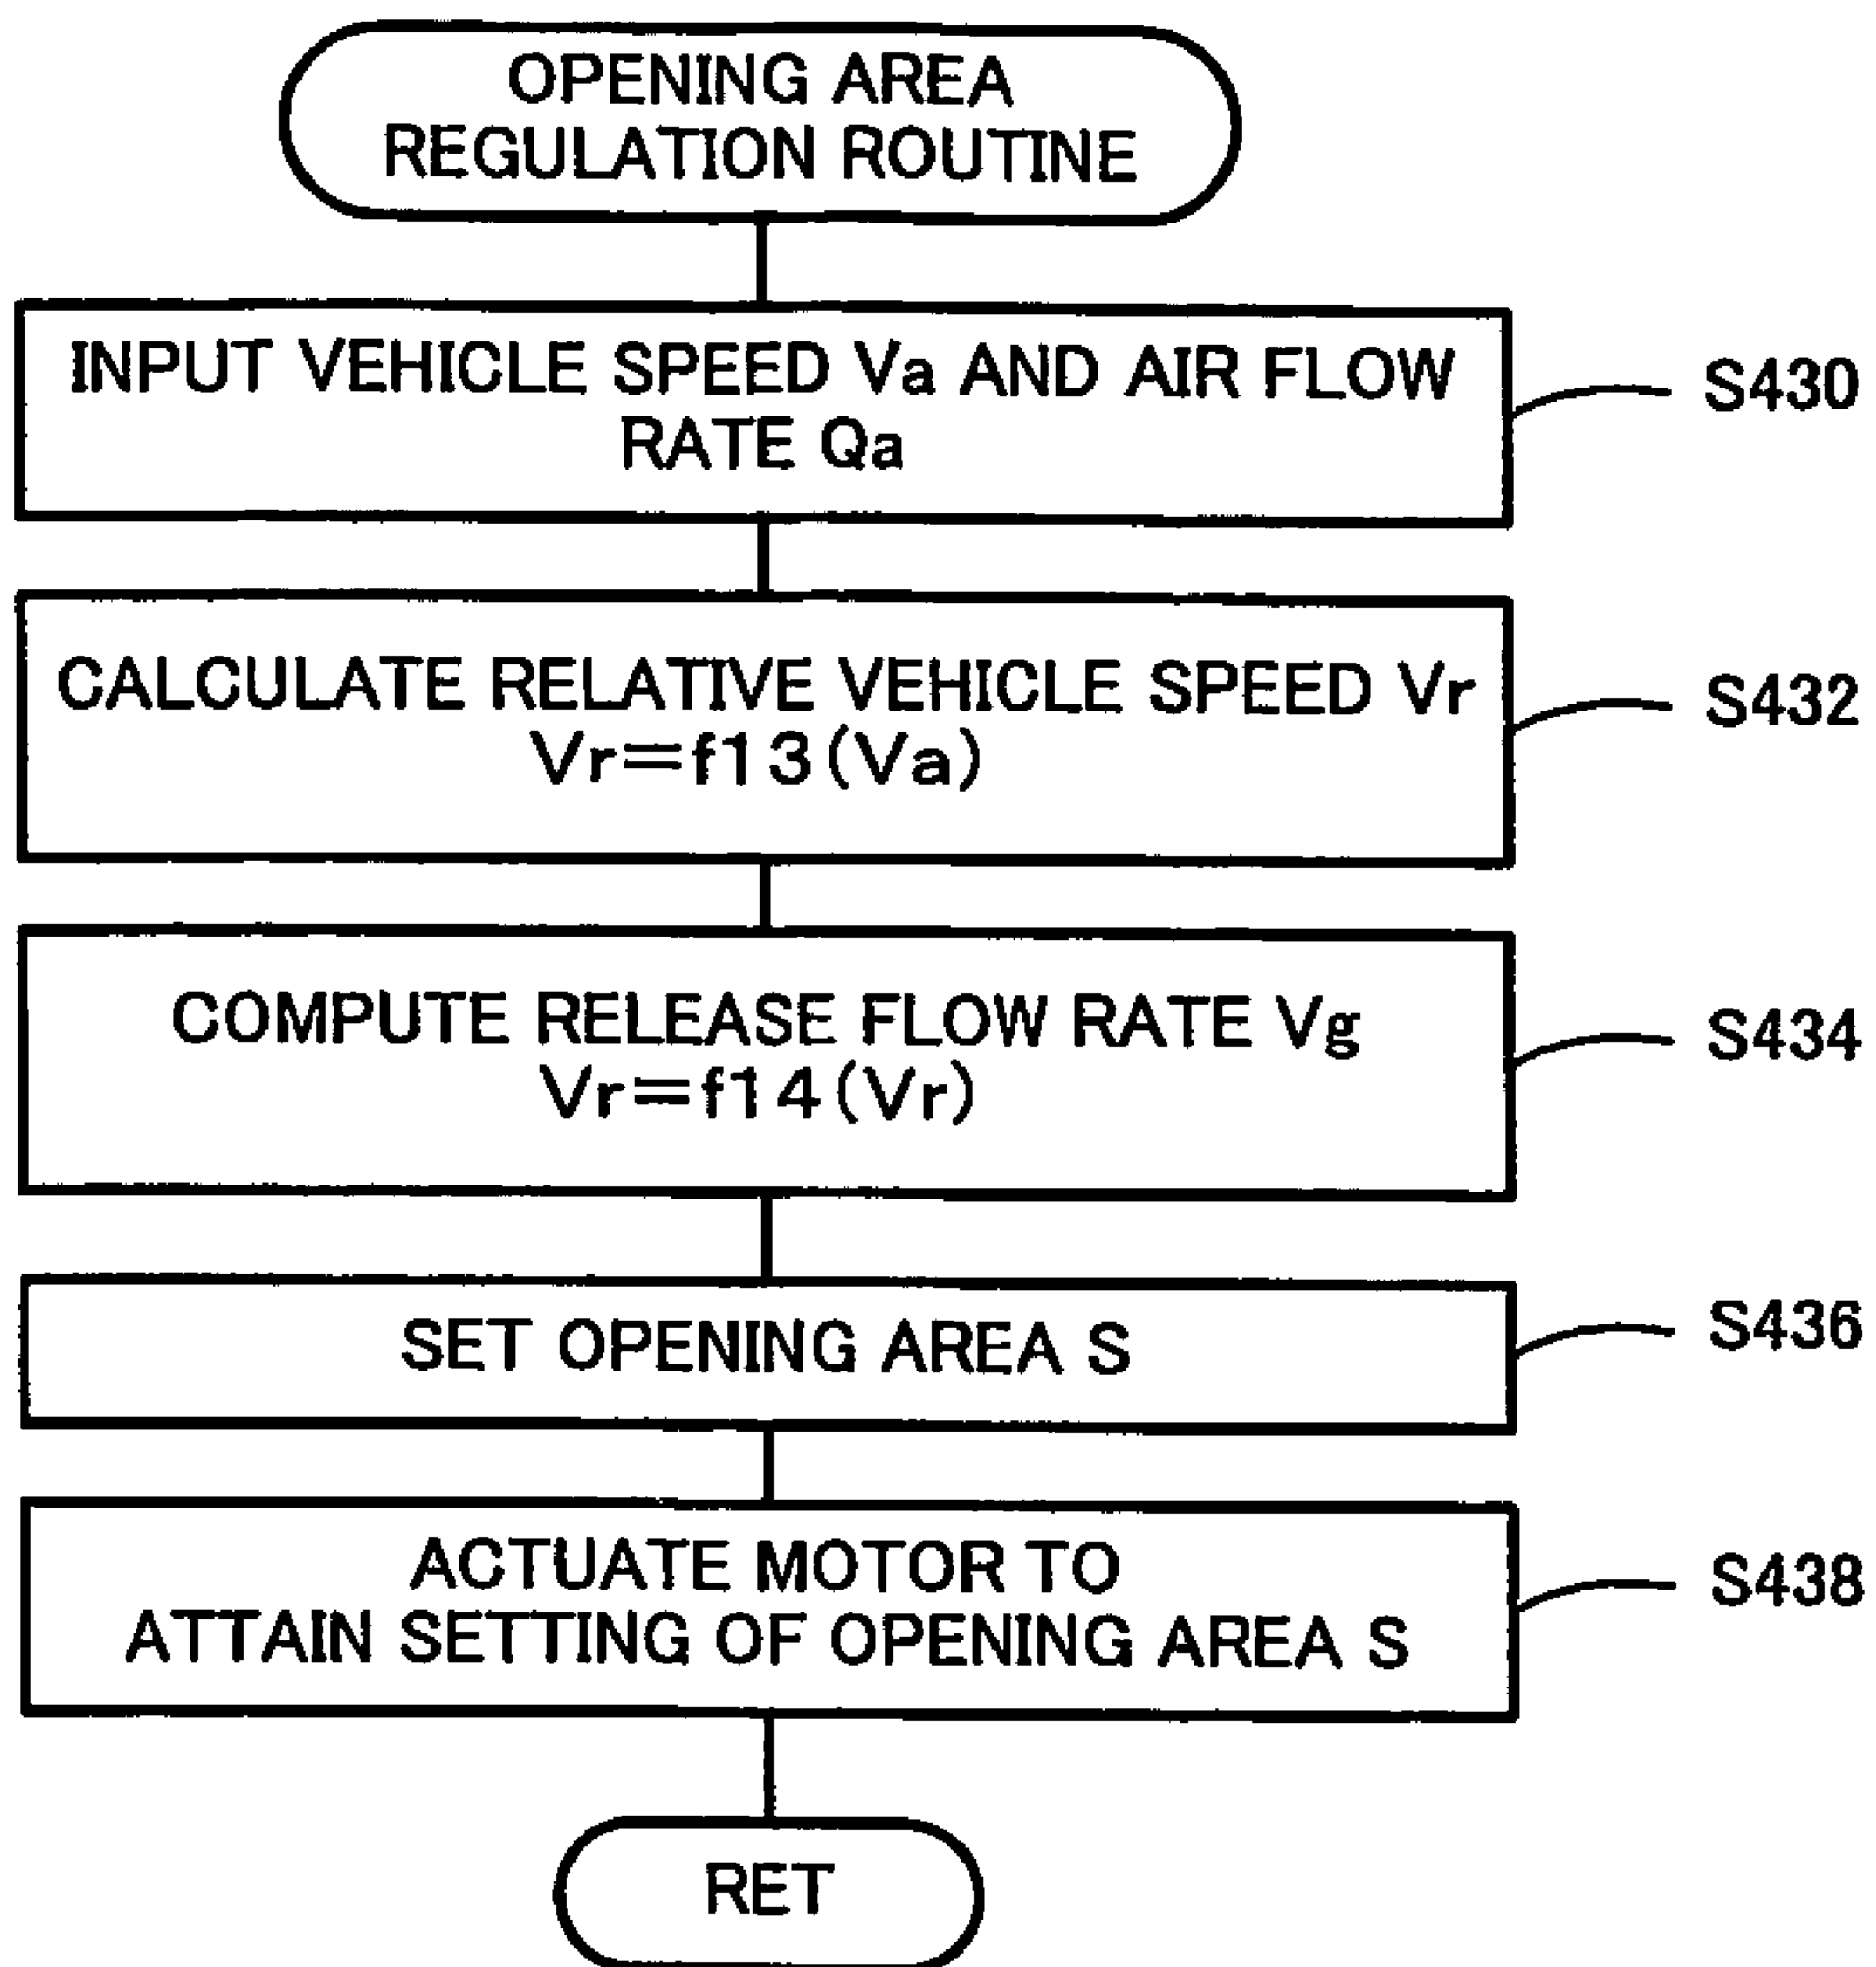 OPENING AREA
REGULATION ROUTINE
INPUT VEHICLE SPEED Va AND AIR FLOW
RATE Qa
S430
CALCULATE RELATIVE VEHICLE SPEED Vr
Vr=f13(Va)
S432
COMPUTE RELEASE FLOW RATE Vg
Vr=f14(Vr)
S434
SET OPENING AREA S
S436
ACTUATE MOTOR TO
ATTAIN SETTING OF OPENING AREA S
S438
RET